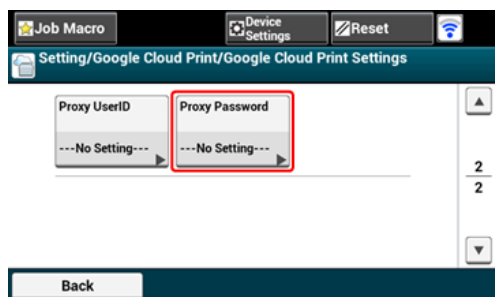 Job Macro
Device
Settings
Reset
Setting/Google Cloud Print/Google Cloud Print Settings
Proxy UserID
Proxy Password
---No Setting---
---No Setting---
2
2
Back